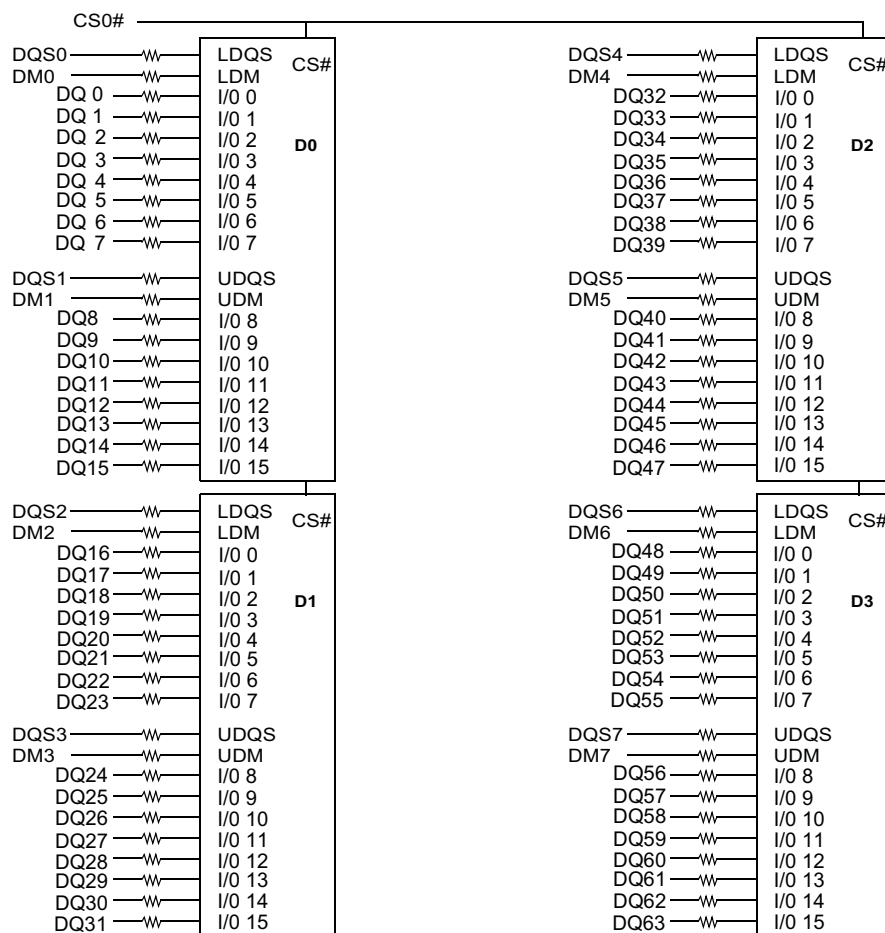 CS0#
DQS0 LDQS CS#
DM0 LDM
DQ 0 I/0 0
DQ 1 I/0 1
DQ 2 I/0 2 D0
DQ 3 I/0 3
DQ 4 I/0 4
DQ 5 I/0 5
DQ 6 I/0 6
DQ 7 I/0 7
DQS1 UDQS
DM1 UDM
DQ8 I/0 8
DQ9 I/0 9
DQ10 I/0 10
DQ11 I/0 11
DQ12 I/0 12
DQ13 I/0 13
DQ14 I/0 14
DQ15 I/0 15
DQS2 LDQS CS#
DM2 LDM
DQ16 I/0 0
DQ17 I/0 1
DQ18 I/0 2 D1
DQ19 I/0 3
DQ20 I/0 4
DQ21 I/0 5
DQ22 I/0 6
DQ23 I/0 7
DQS3 UDQS
DM3 UDM
DQ24 I/0 8
DQ25 I/0 9
DQ26 I/0 10
DQ27 I/0 11
DQ28 I/0 12
DQ29 I/0 13
DQ30 I/0 14
DQ31 I/0 15
DQS4 LDQS CS#
DM4 LDM
DQ32 I/0 0
DQ33 I/0 1
DQ34 I/0 2 D2
DQ35 I/0 3
DQ36 I/0 4
DQ37 I/0 5
DQ38 I/0 6
DQ39 I/0 7
DQS5 UDQS
DM5 UDM
DQ40 I/0 8
DQ41 I/0 9
DQ42 I/0 10
DQ43 I/0 11
DQ44 I/0 12
DQ45 I/0 13
DQ46 I/0 14
DQ47 I/0 15
DQS6 LDQS CS#
DM6 LDM
DQ48 I/0 0
DQ49 I/0 1
DQ50 I/0 2 D3
DQ51 I/0 3
DQ52 I/0 4
DQ53 I/0 5
DQ54 I/0 6
DQ55 I/0 7
DQS7 UDQS
DM7 UDM
DQ56 I/0 8
DQ57 I/0 9
DQ58 I/0 10
DQ59 I/0 11
DQ60 I/0 12
DQ61 I/0 13
DQ62 I/0 14
DQ63 I/0 15